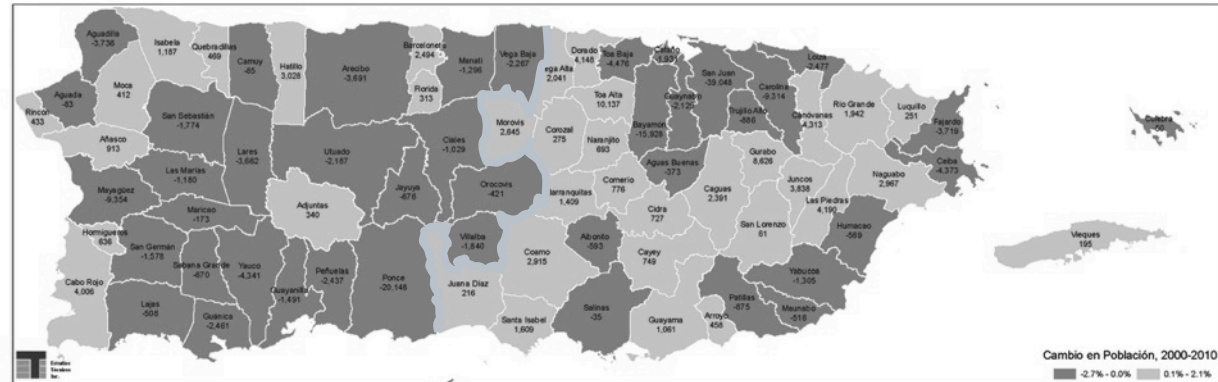 Aguadilla
-3,736
Isabela
1,187
Quebradillas
469
Camuy
-85
Hatillo
3,028
Arecibo
-3,691
Barceloneta
2,494
Florida
313
Manatí
-1,296
Vega Baja
-2,267
Vega Alta
2,041
Dorado
4,148
Toa Baja
-4,476
Cataño
-1,931
San Juan
-39,048
Carolina
-9,314
Loíza
-2,477
Río Grande
1,942
Luquillo
251
Fajardo
-3,719
Culebra
-50
Ceiba
-4,373
Moca
412
Aguada
-83
Rincón
433
Añasco
913
San Sebastián
-1,774
Lares
-3,662
Utuado
-2,187
Ciales
-1,029
Morovis
2,645
Corozal
275
Toa Alta
10,137
Naranjito
693
Bayamón
-15,928
Guaynabo
-2,129
Trujillo Alto
-886
Canóvanas
4,313
Las Marías
-1,180
Mayagüez
-9,354
Maricao
-173
Adjuntas
340
Jayuya
-676
Orocovis
-421
Barranquitas
1,409
Comerío
776
Aguas Buenas
-373
Caguas
2,391
Gurabo
8,626
Juncos
3,838
Las Piedras
4,190
Naguabo
2,967
Humacao
-569
Vieques
195
Hormigueros
636
San Germán
-1,578
Sabana Grande
-670
Yauco
-4,341
Guayanilla
-1,491
Peñuelas
-2,437
Ponce
-20,148
Villalba
-1,840
Juana Díaz
216
Coamo
2,915
Aibonito
-593
Cidra
727
Cayey
749
San Lorenzo
61
Yabucoa
-1,305
Cabo Rojo
4,006
Lajas
-508
Guánica
-2,461
Santa Isabel
1,609
Salinas
-35
Guayama
1,061
Arroyo
458
Patillas
-875
Maunabo
-516
Estudios
Técnicos
Inc.
Cambio en Población, 2000-2010
-2.7% - 0.0%
0.1% - 2.1%